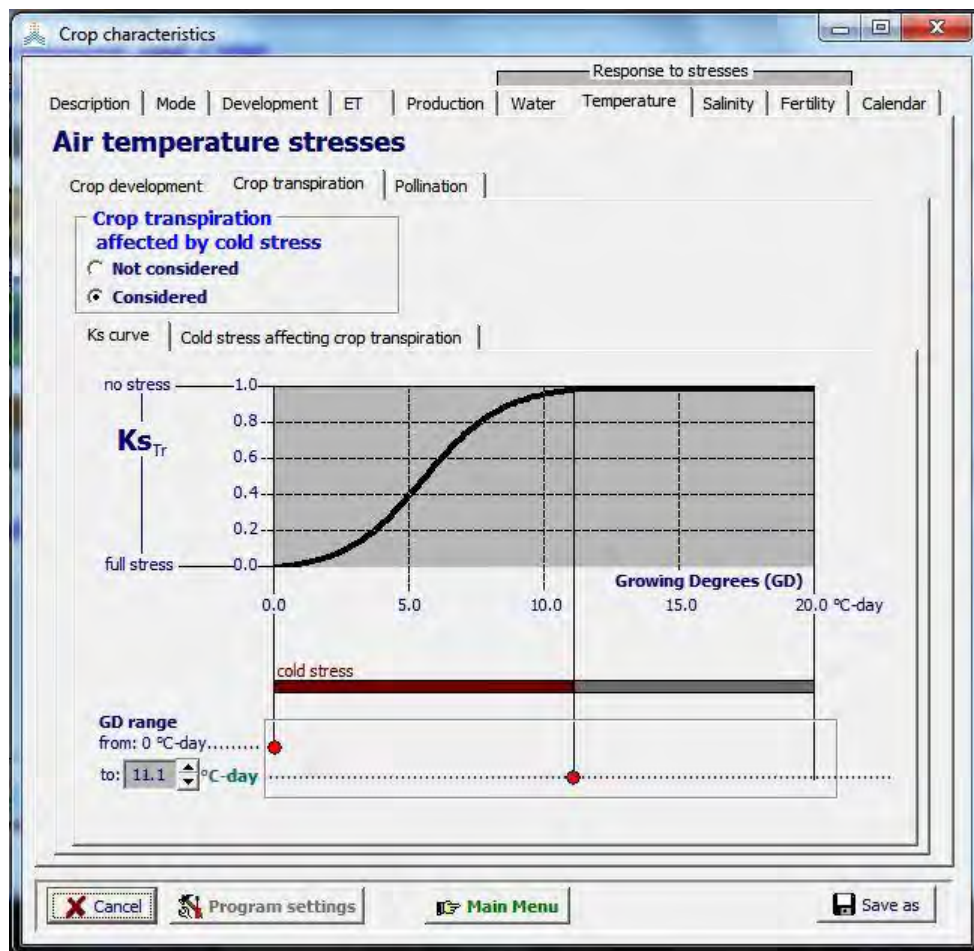 Crop characteristics
Response to stresses
Description Mode Development ET Production Water Temperature Salinity Fertility Calendar
Air temperature stresses
Crop development Crop transpiration Pollination
Crop transpiration
affected by cold stress
Not considered
Considered
Ks curve Cold stress affecting crop transpiration
no stress 1.0
0.8
KsTr
0.6
0.4
0.2
full stress 0.0
Growing Degrees (GD)
0.0 5.0 10.0 15.0 20.0 ºC-day
cold stress
GD range
from: 0 ºC-day.........
to: 11.1 ºC-day
Cancel Program settings Main Menu Save as